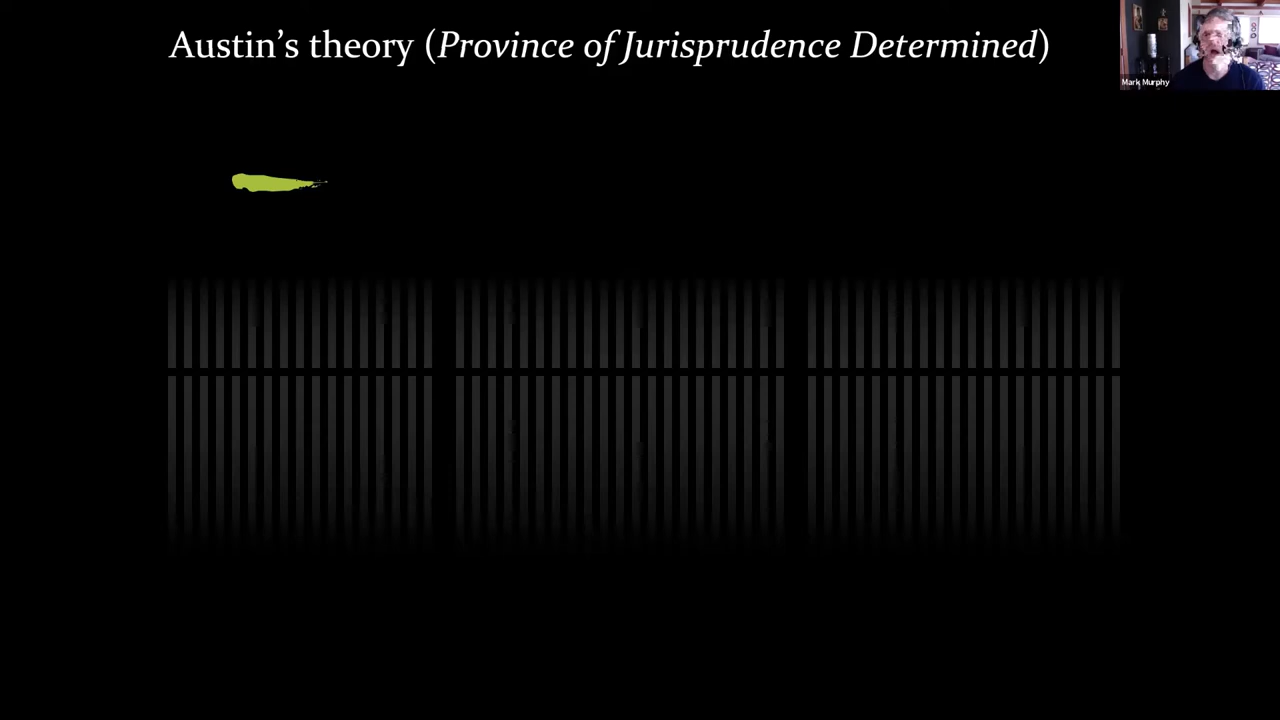 Austin’s theory (Province of Jurisprudence Determined)
Mark Murphy